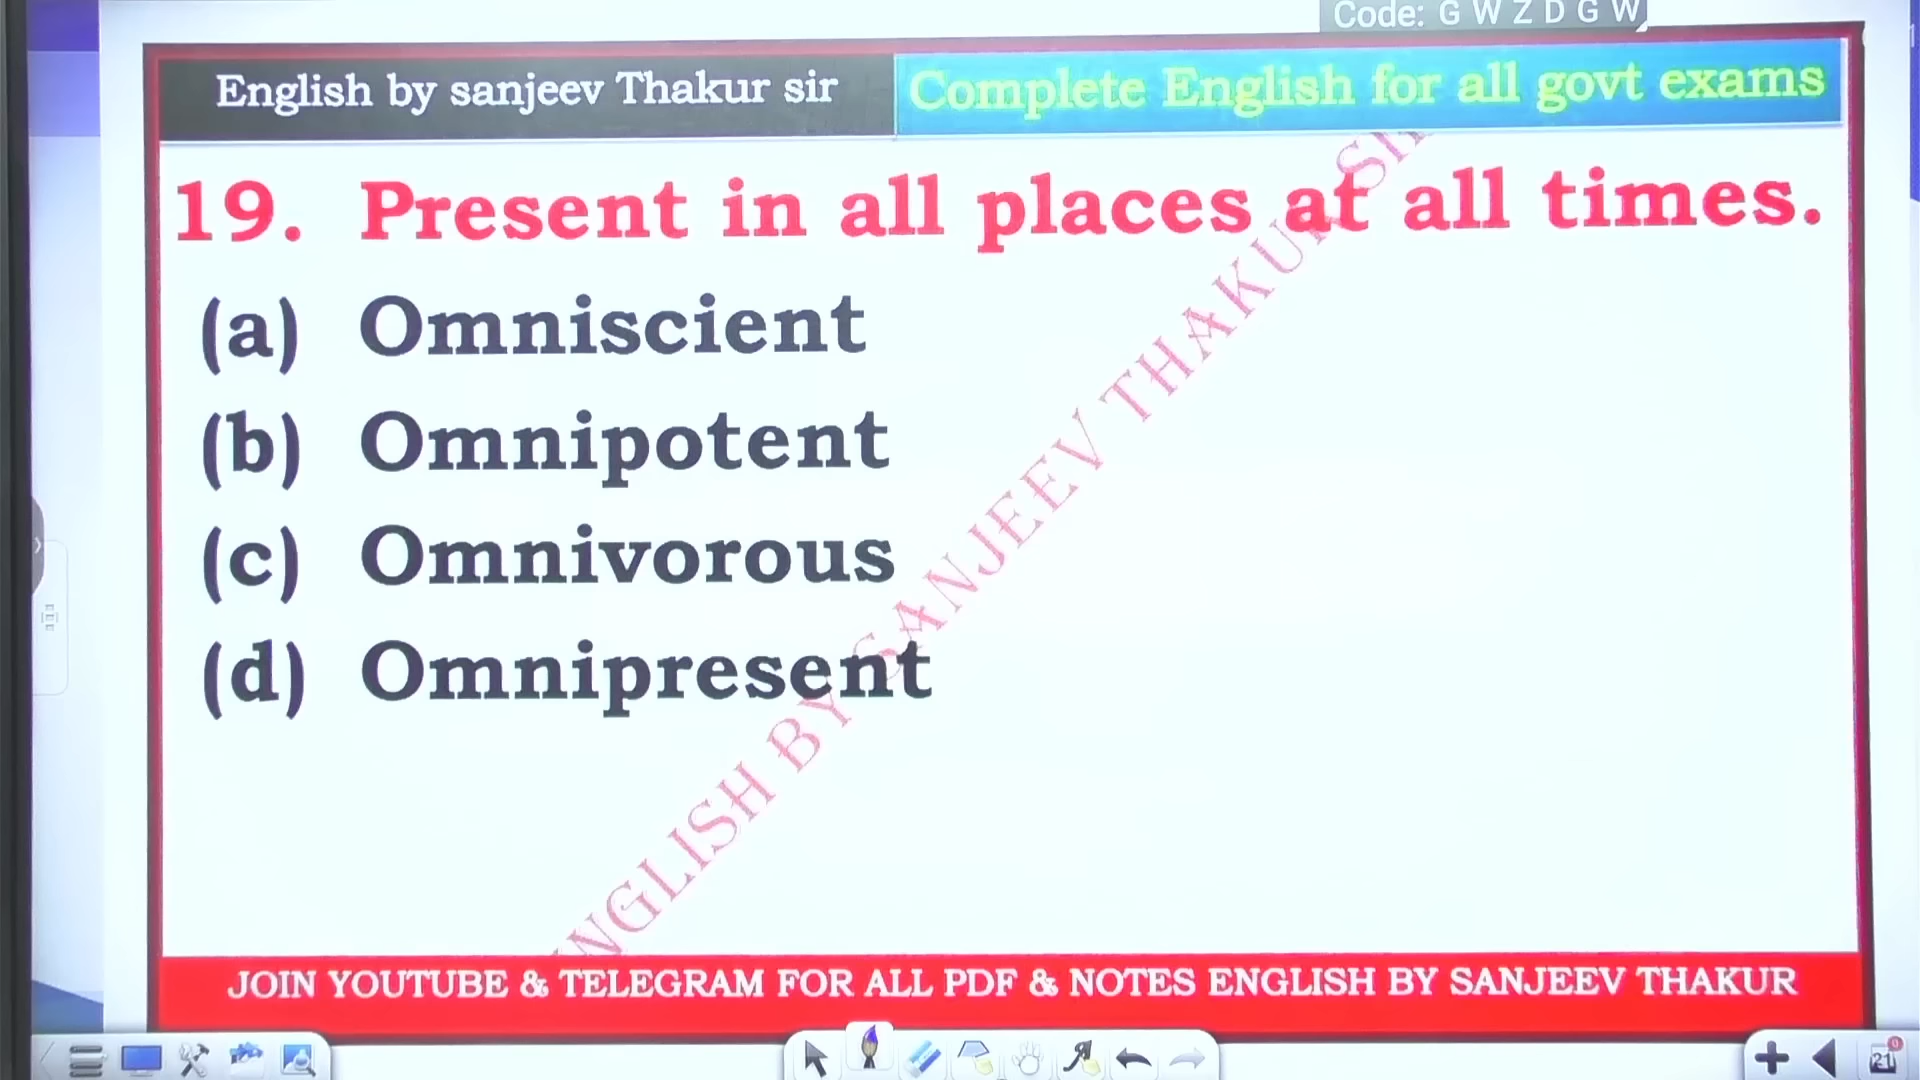 Code: G W Z D G W
English by sanjeev Thakur sir
Complete English for all govt exams
19. Present in all places at all times.
(a) Omniscient
(b) Omnipotent
(c) Omnivorous
(d) Omnipresent
ENGLISH BY SANJEEV THAKUR SIR
JOIN YOUTUBE & TELEGRAM FOR ALL PDF & NOTES ENGLISH BY SANJEEV THAKUR
21